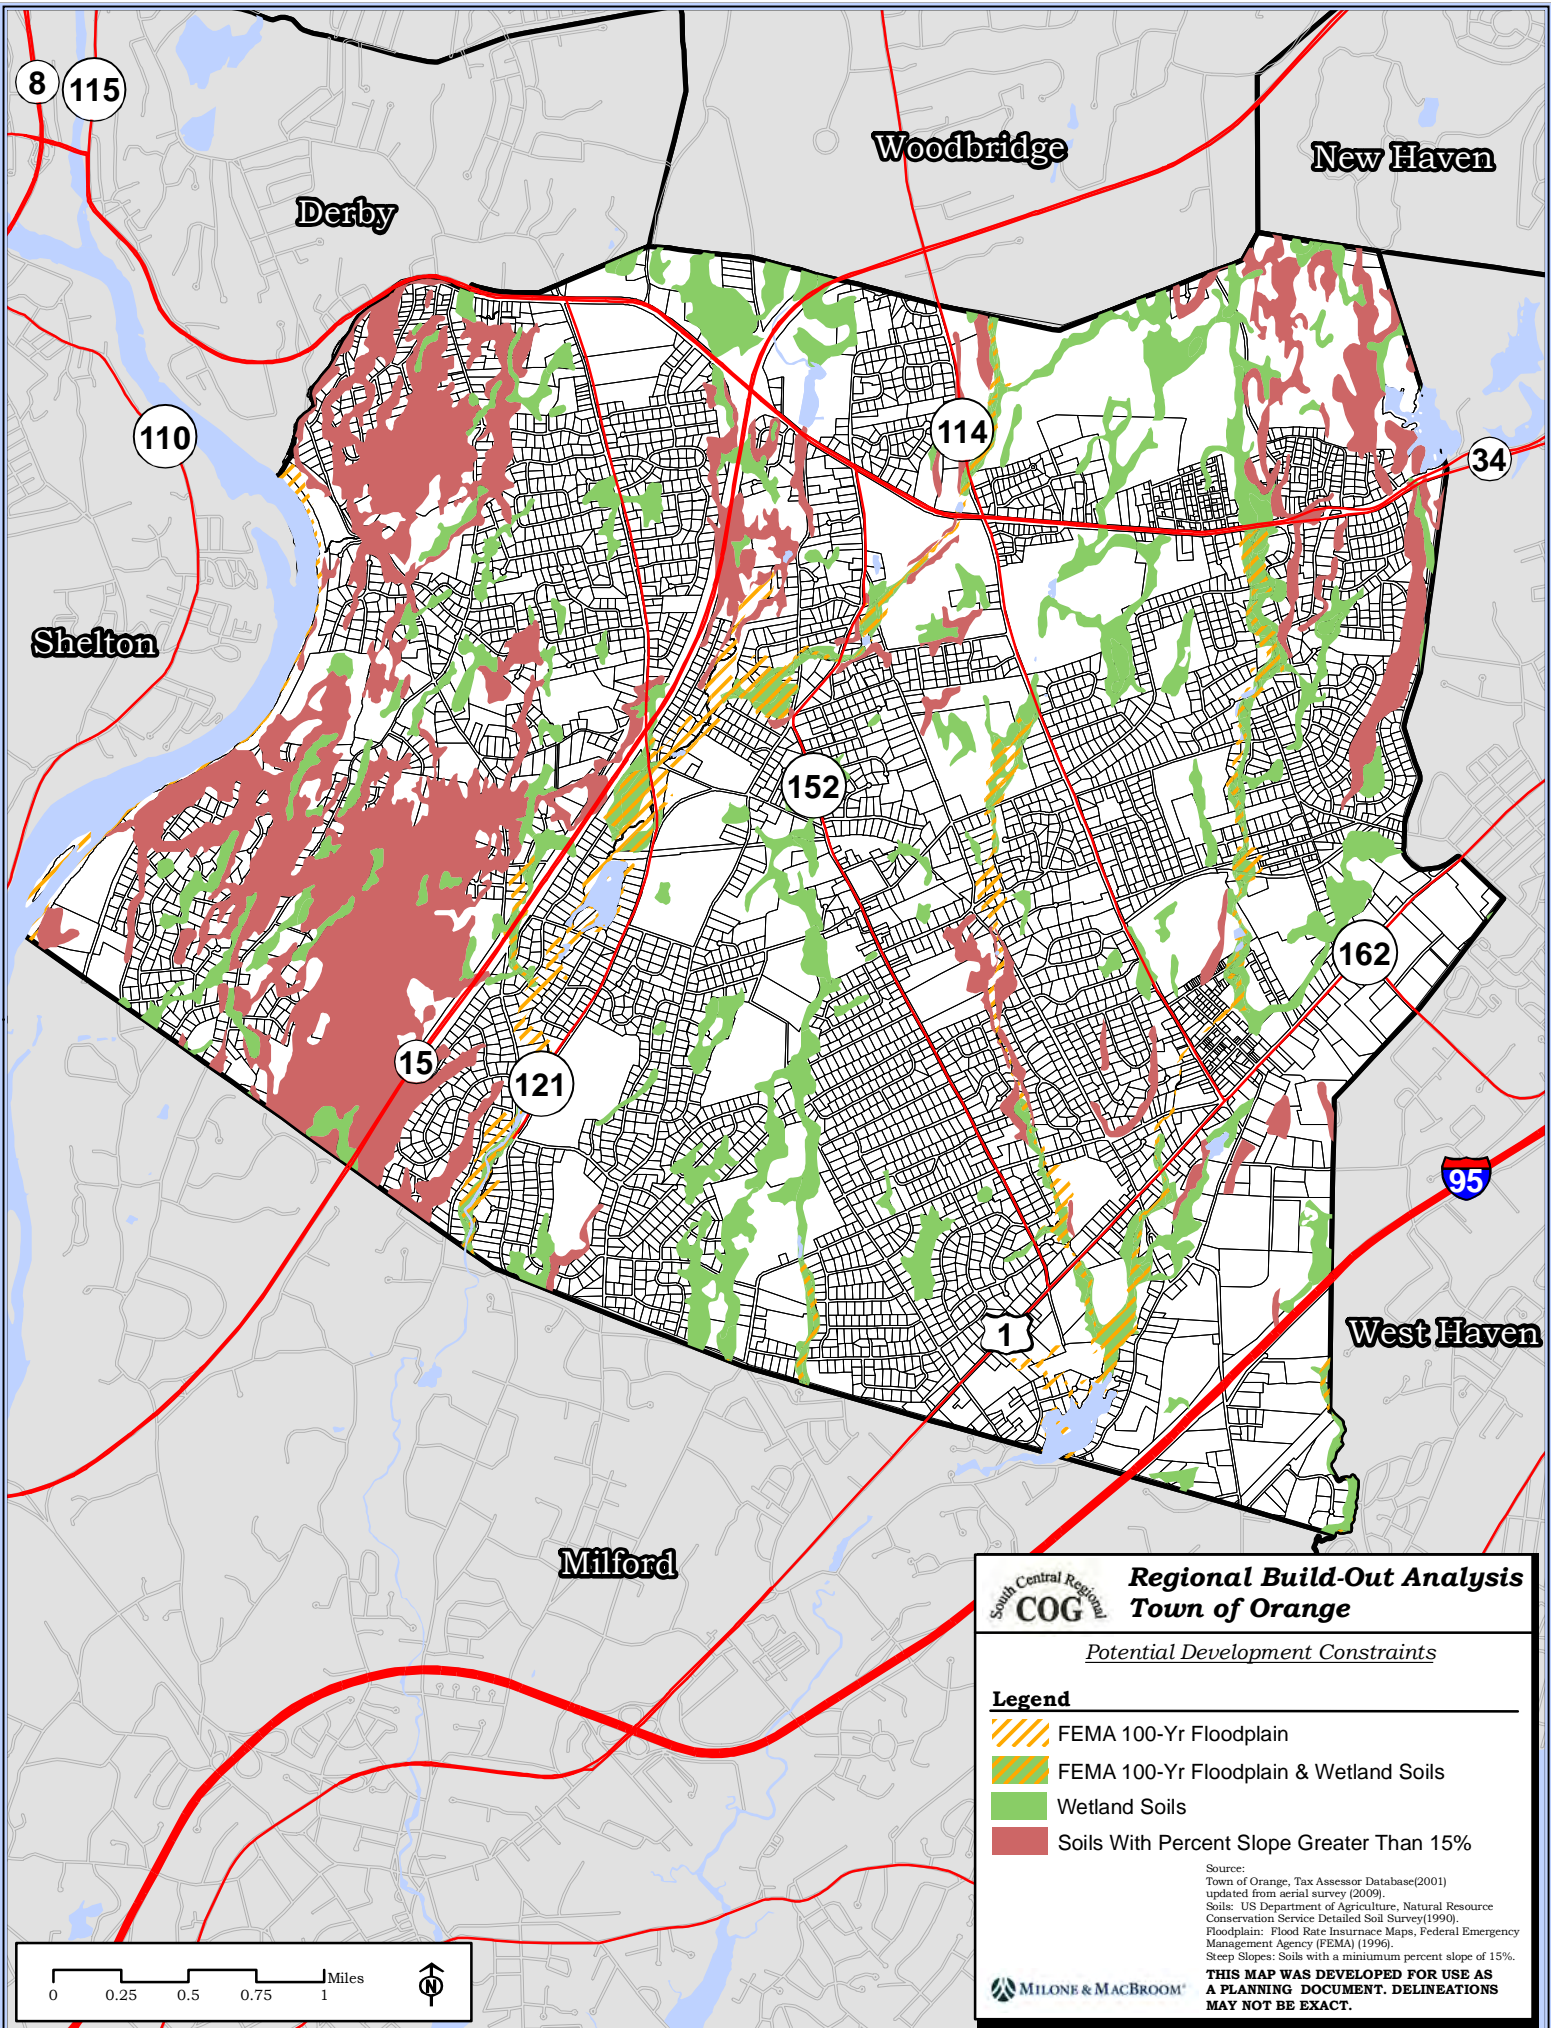 8
115
Woodbridge
New Haven
Derby
110
114
34
Shelton
152
162
15
121
95
1
West Haven
Milford
South Central Regional
COG
Regional Build-Out Analysis
Town of Orange
Potential Development Constraints
Legend
FEMA 100-Yr Floodplain
FEMA 100-Yr Floodplain & Wetland Soils
Wetland Soils
Soils With Percent Slope Greater Than 15%
Source:
Town of Orange, Tax Assessor Database(2001)
updated from aerial survey (2009).
Soils: US Department of Agriculture, Natural Resource
Conservation Service Detailed Soil Survey(1990).
Floodplain: Flood Rate Insurnace Maps, Federal Emergency
Management Agency (FEMA) (1996).
Steep Slopes: Soils with a miniumum percent slope of 15%.
THIS MAP WAS DEVELOPED FOR USE AS
A PLANNING DOCUMENT. DELINEATIONS
MAY NOT BE EXACT.
MILONE & MACBROOM
Miles
0 0.25 0.5 0.75 1
N